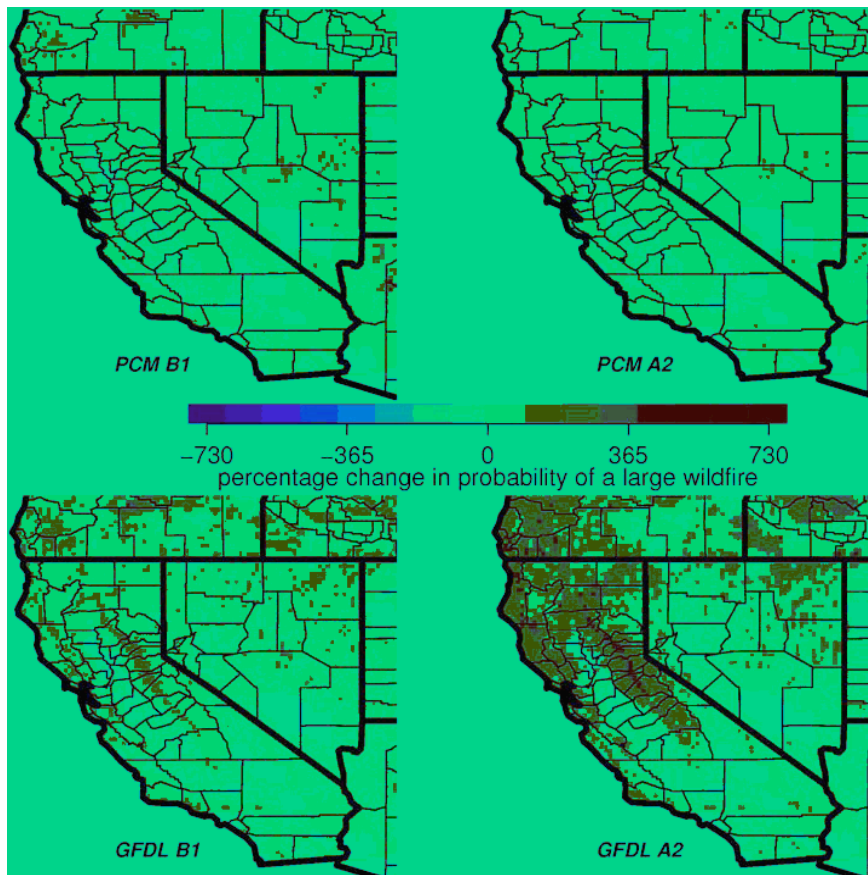 PCM B1
PCM A2
−730 −365 0 365 730
percentage change in probability of a large wildfire
GFDL B1
GFDL A2